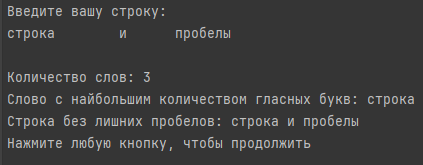 Введите вашу строку:
строка        и      пробелы
Количество слов: 3
Слово с наибольшим количеством гласных букв: строка
Строка без лишних пробелов: строка и пробелы
Нажмите любую кнопку, чтобы продолжить